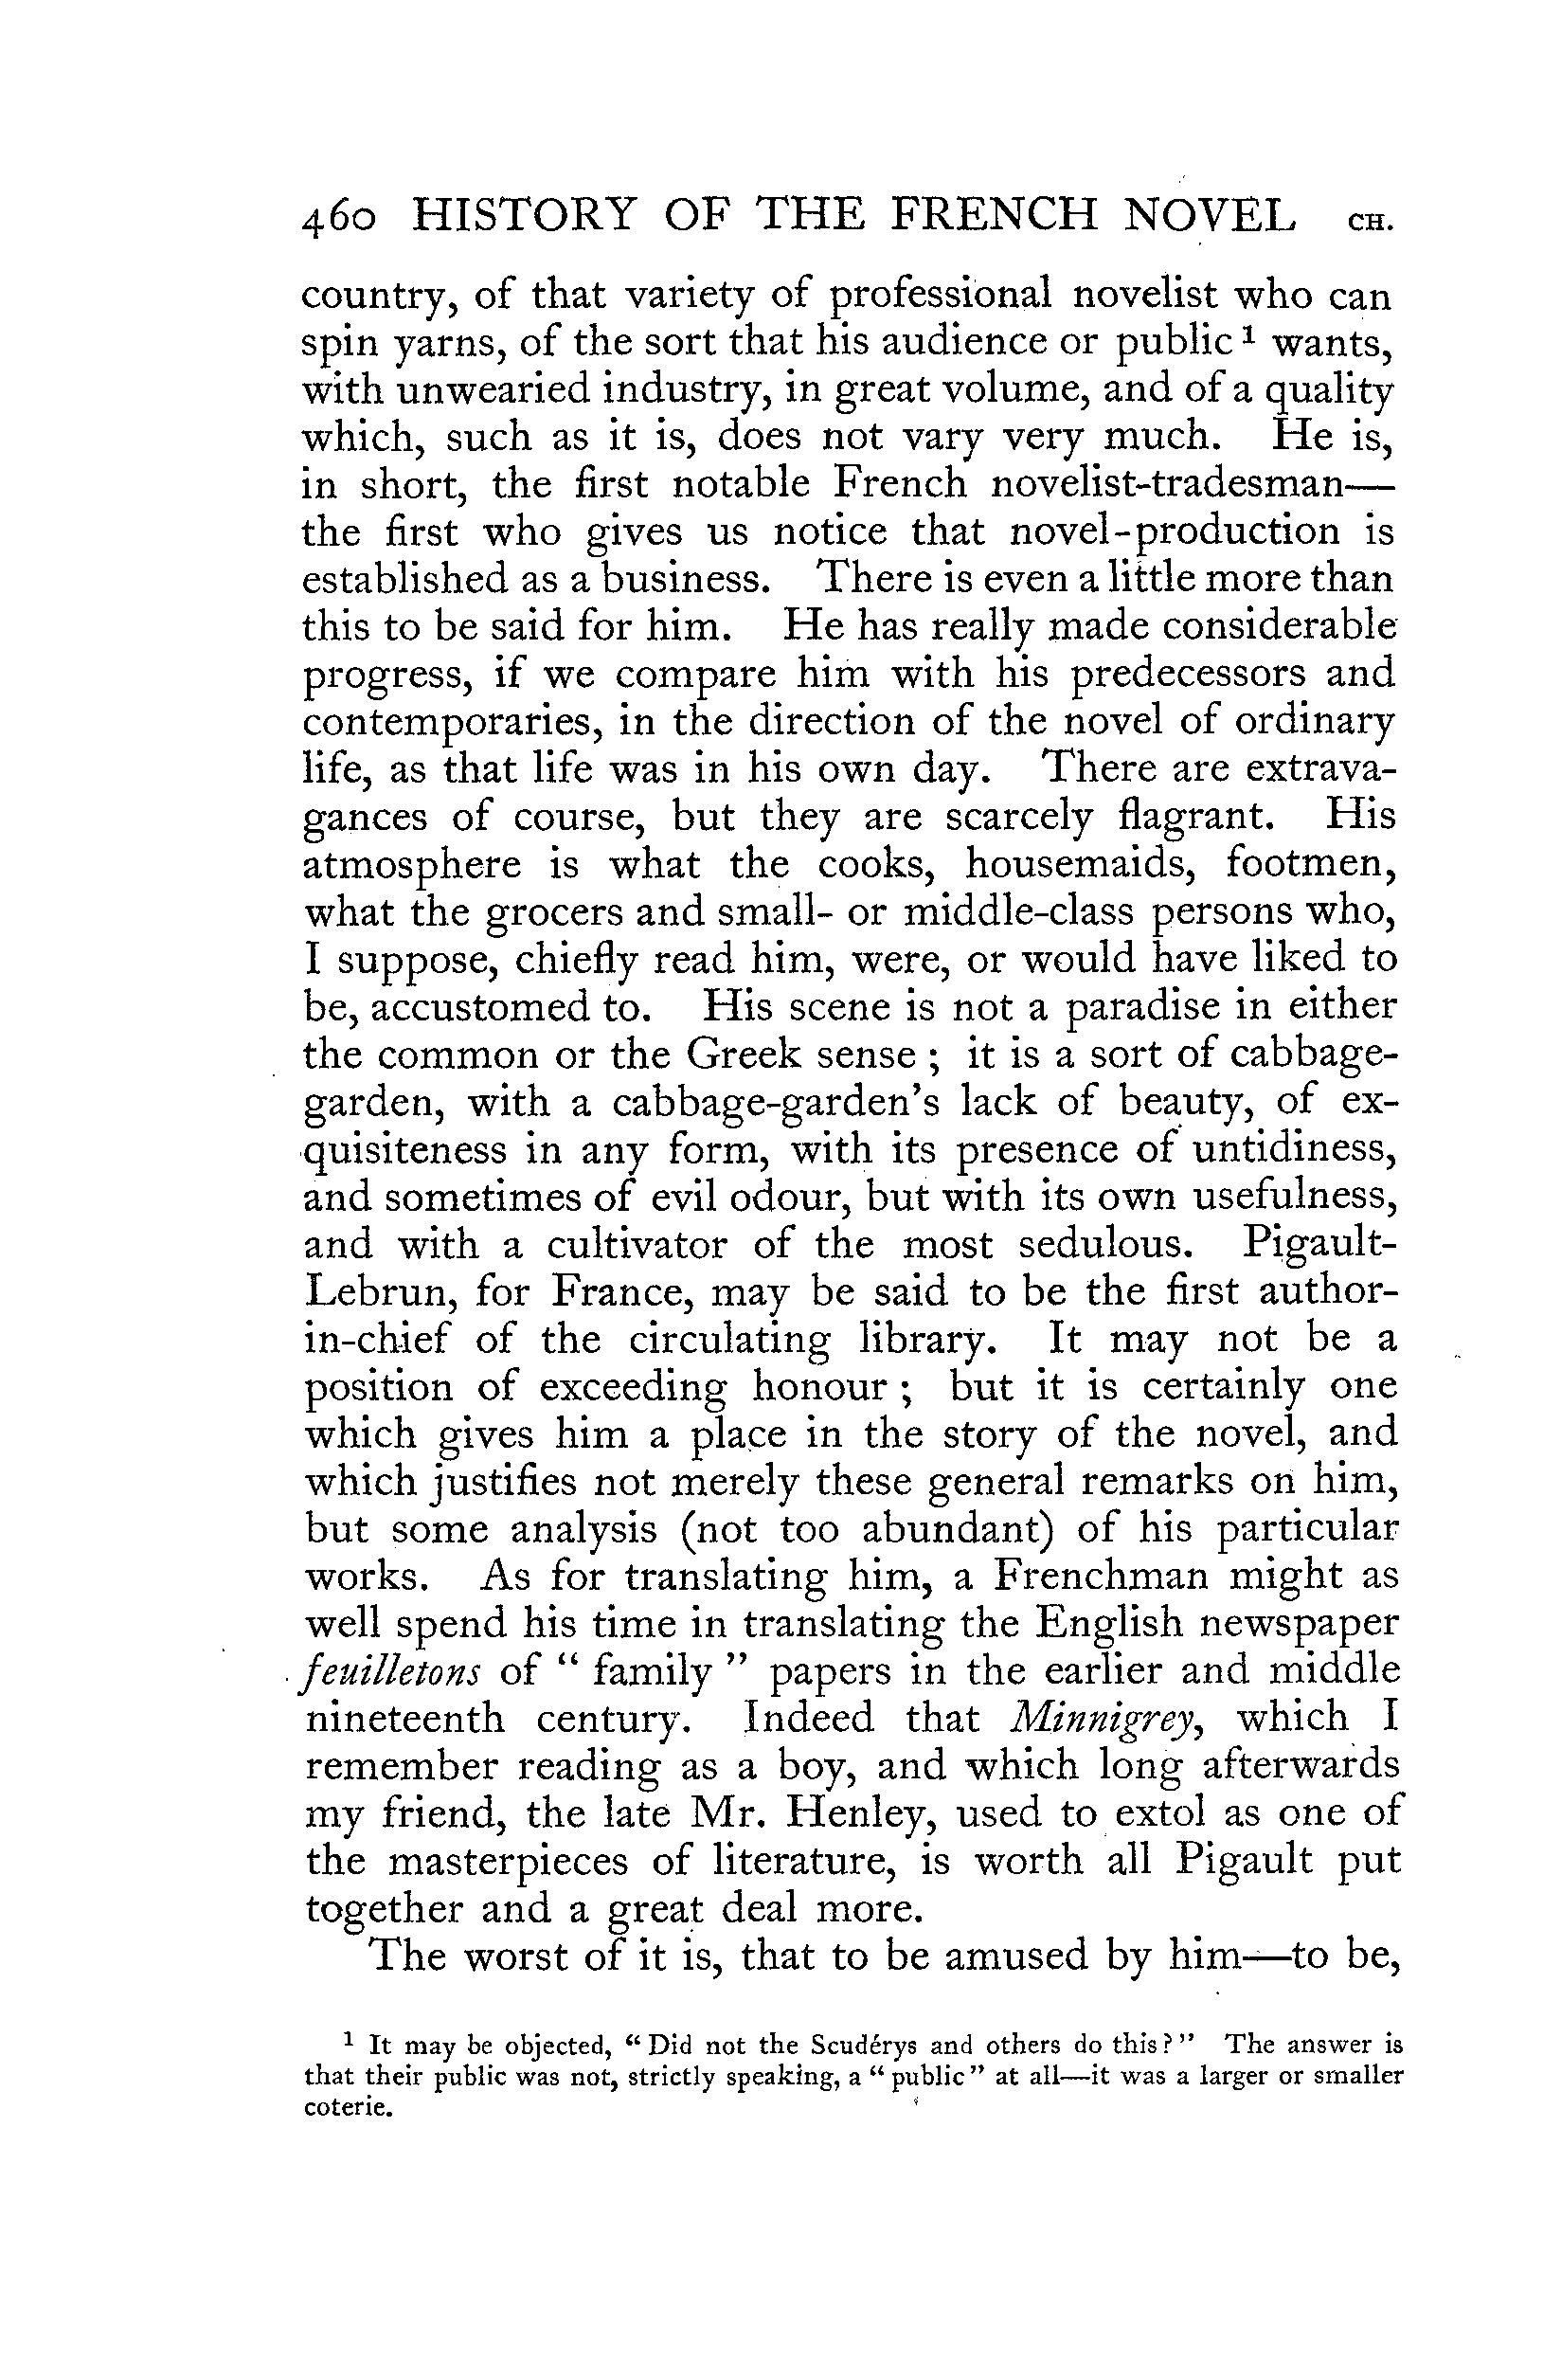 460 HISTORY OF THE FRENCH NOVEL CH.
country, of that variety of professional novelist who can
spin yarns, of the sort that his audience or public ¹ wants,
with unwearied industry, in great volume, and of a quality
which, such as it is, does not vary very much. He is,
in short, the first notable French novelist-tradesman—
the first who gives us notice that novel-production is
established as a business. There is even a little more than
this to be said for him. He has really made considerable
progress, if we compare him with his predecessors and
contemporaries, in the direction of the novel of ordinary
life, as that life was in his own day. There are extrava-
gances of course, but they are scarcely flagrant. His
atmosphere is what the cooks, housemaids, footmen,
what the grocers and small- or middle-class persons who,
I suppose, chiefly read him, were, or would have liked to
be, accustomed to. His scene is not a paradise in either
the common or the Greek sense ; it is a sort of cabbage-
garden, with a cabbage-garden's lack of beauty, of ex-
quisiteness in any form, with its presence of untidiness,
and sometimes of evil odour, but with its own usefulness,
and with a cultivator of the most sedulous. Pigault-
Lebrun, for France, may be said to be the first author-
in-chief of the circulating library. It may not be a
position of exceeding honour ; but it is certainly one
which gives him a place in the story of the novel, and
which justifies not merely these general remarks on him,
but some analysis (not too abundant) of his particular
works. As for translating him, a Frenchman might as
well spend his time in translating the English newspaper
feuilletons of " family " papers in the earlier and middle
nineteenth century. Indeed that Minnigrey, which I
remember reading as a boy, and which long afterwards
my friend, the late Mr. Henley, used to extol as one of
the masterpieces of literature, is worth all Pigault put
together and a great deal more.
The worst of it is, that to be amused by him—to be,
¹ It may be objected, "Did not the Scudérys and others do this?" The answer is
that their public was not, strictly speaking, a "public" at all—it was a larger or smaller
coterie.